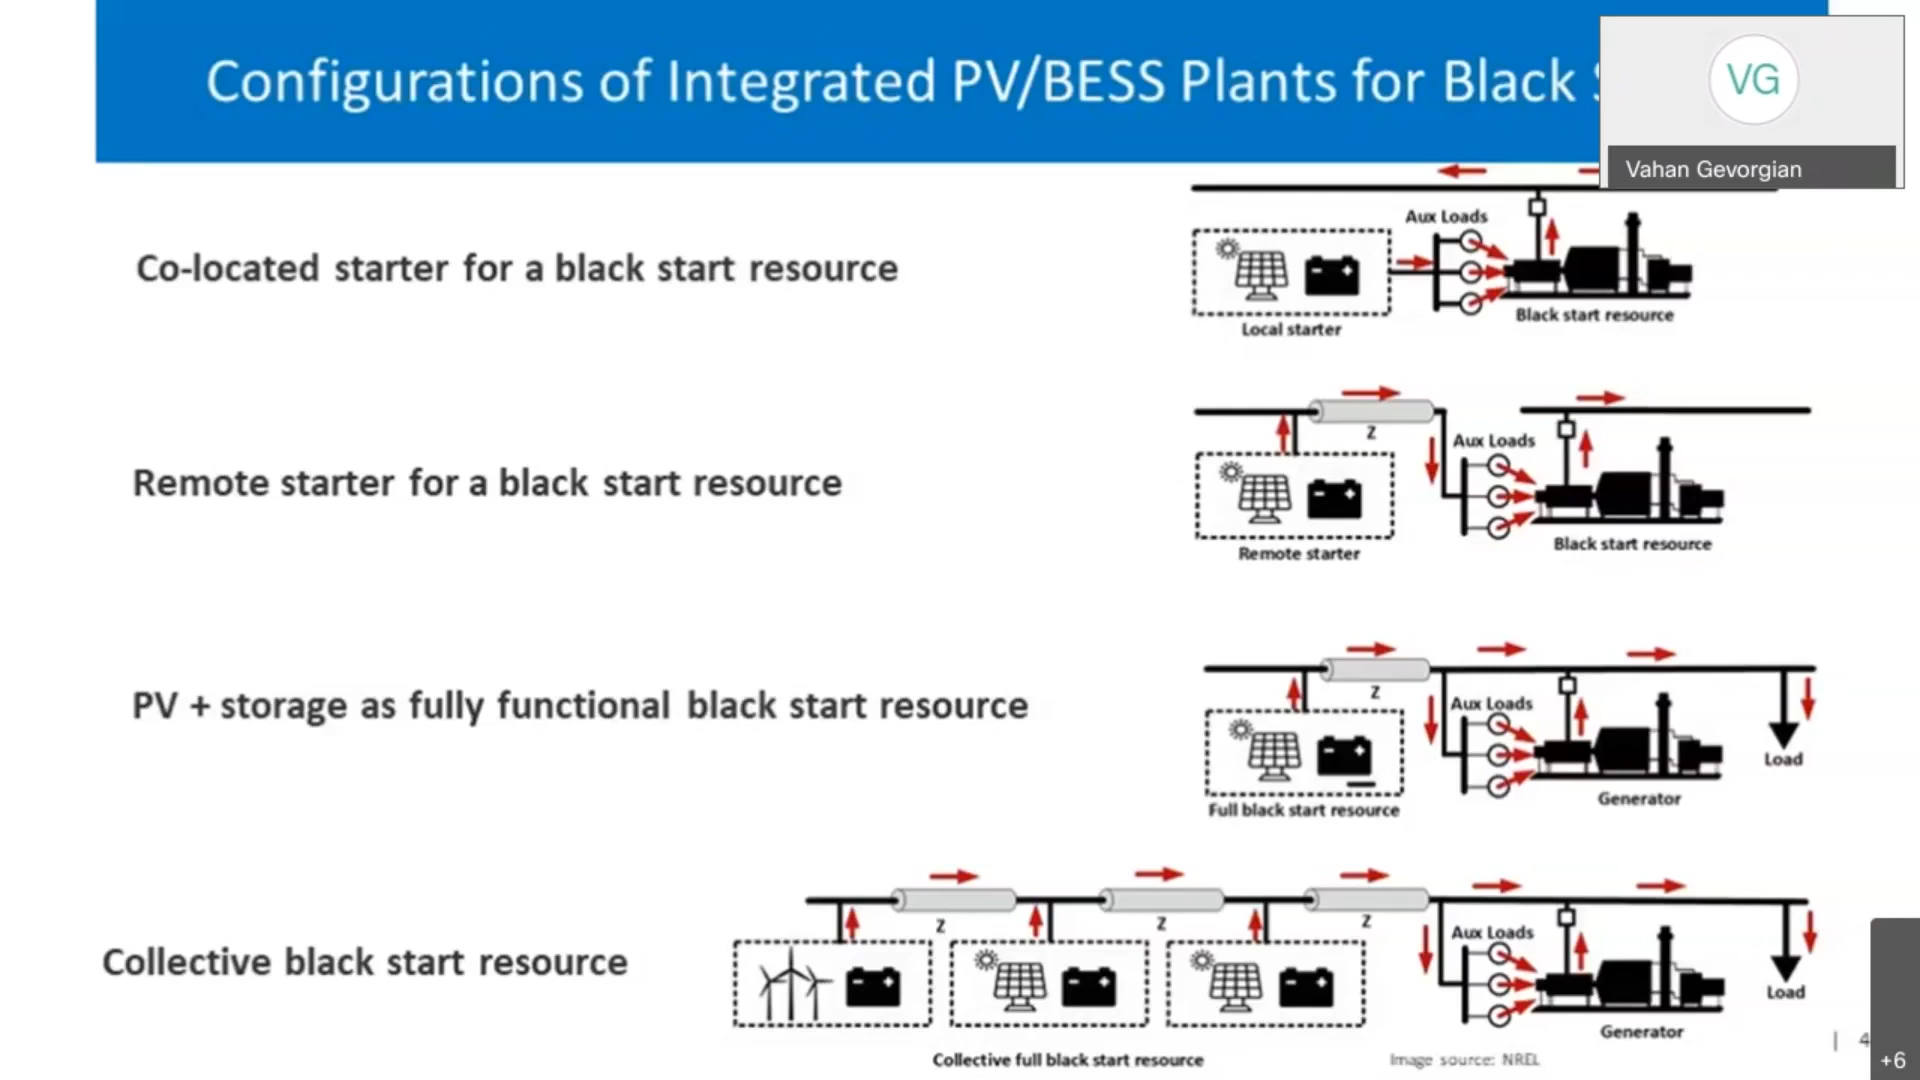 Configurations of Integrated PV/BESS Plants for Black
VG
Vahan Gevorgian
Co-located starter for a black start resource
Aux Loads
Local starter
Black start resource
Remote starter for a black start resource
Z
Aux Loads
Remote starter
Black start resource
PV + storage as fully functional black start resource
Z
Aux Loads
Load
Full black start resource
Generator
Collective black start resource
Z
Z
Z
Aux Loads
Load
Generator
Collective full black start resource
Image source: NREL
| 4
+6